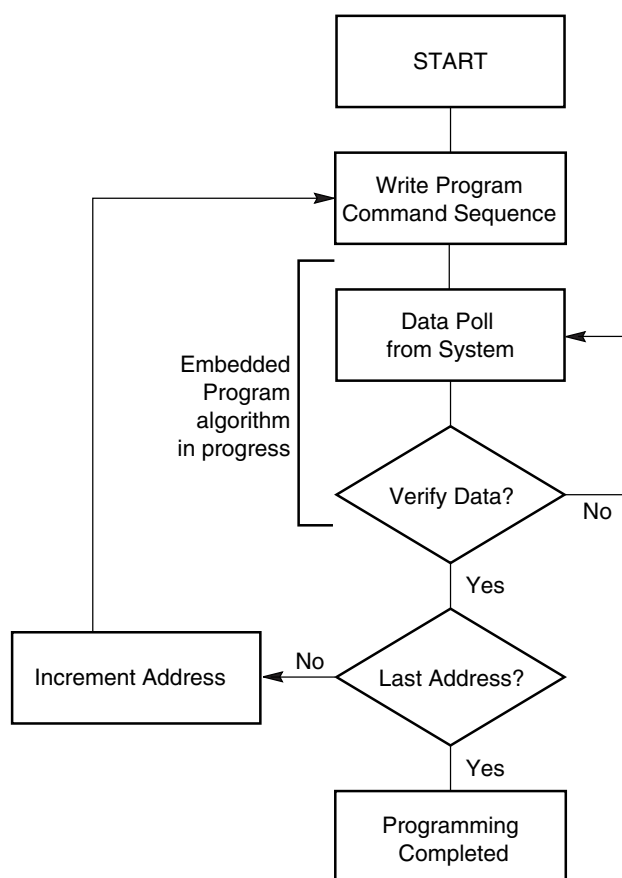 START
Write Program
Command Sequence
Data Poll
from System
Embedded
Program
algorithm
in progress
Verify Data?
No
Yes
No
Increment Address
Last Address?
Yes
Programming
Completed